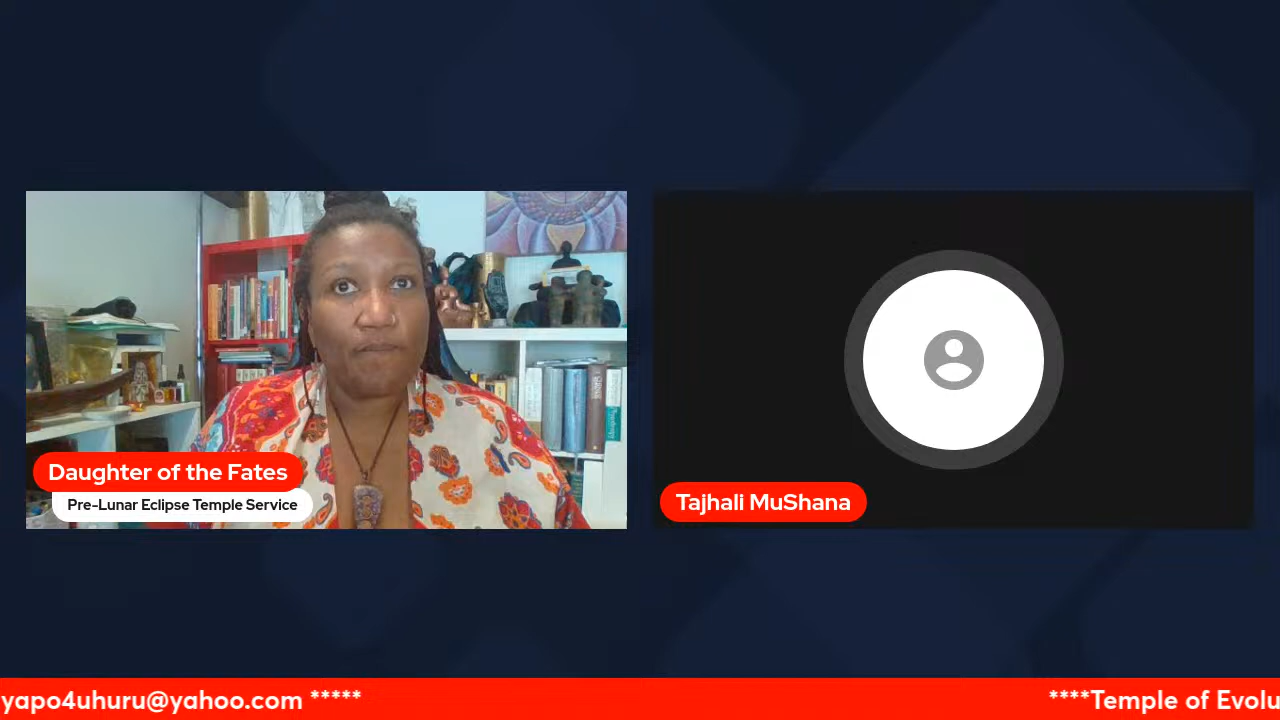 Daughter of the Fates
Pre-Lunar Eclipse Temple Service
Tajhali MuShana
yapo4uhuru@yahoo.com ***** ****Temple of Evolu